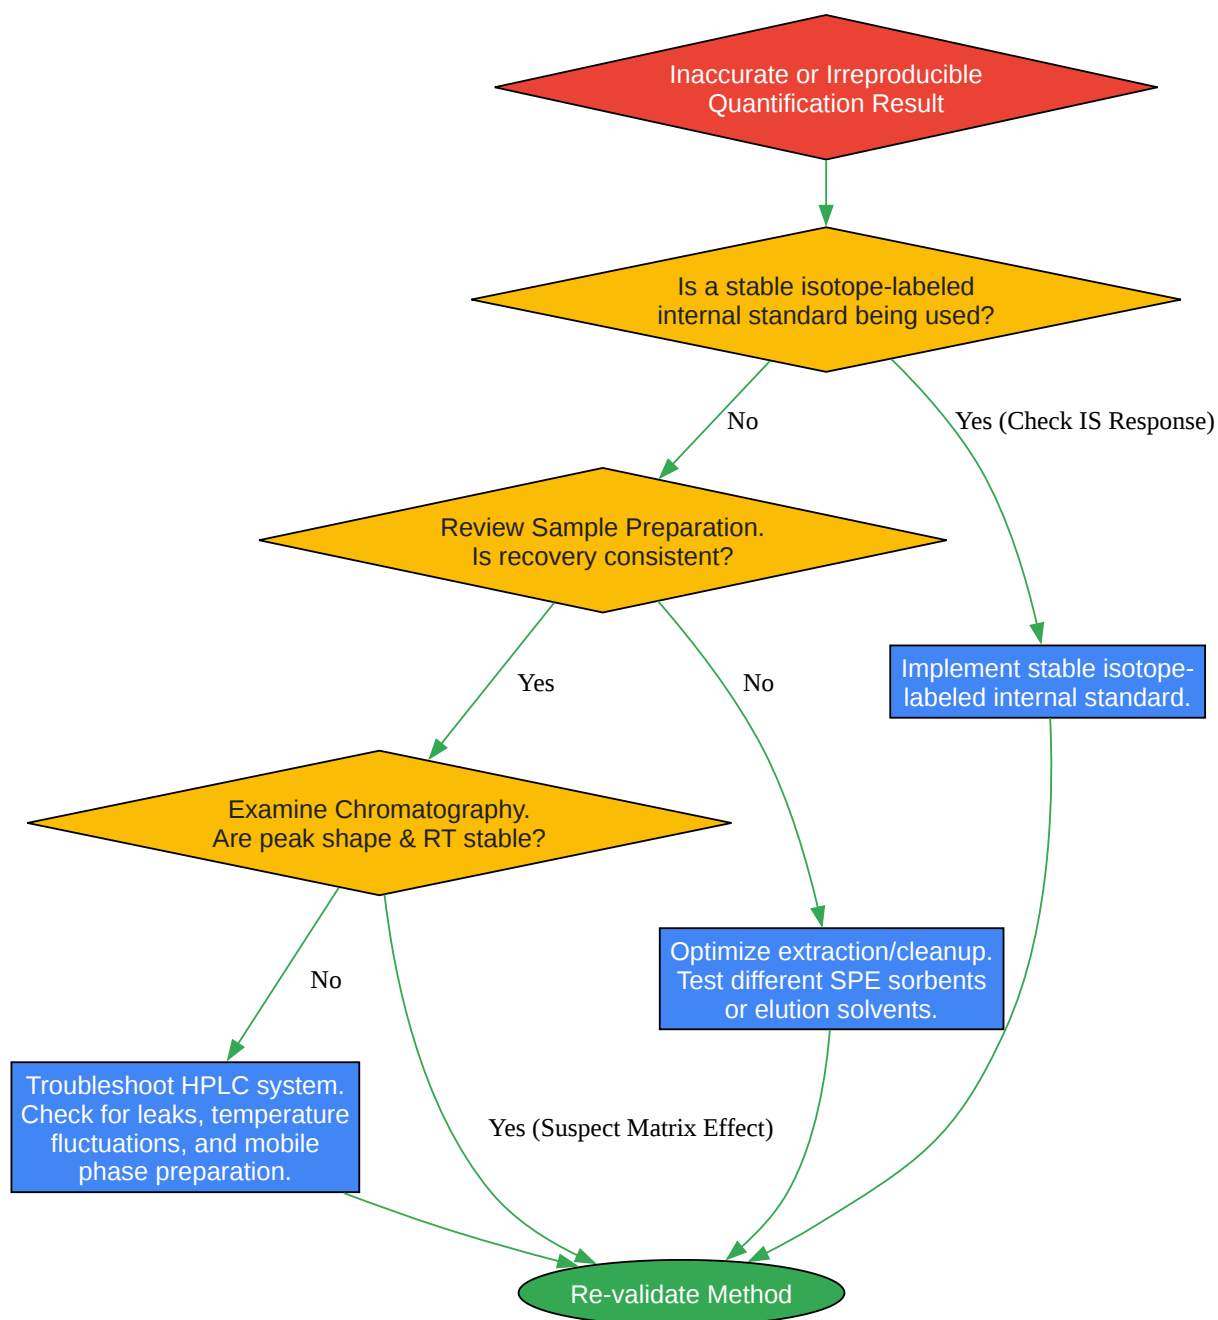 Inaccurate or Irreproducible
Quantification Result
Is a stable isotope-labeled
internal standard being used?
No
Yes (Check IS Response)
Review Sample Preparation.
Is recovery consistent?
Yes
No
Implement stable isotope-
labeled internal standard.
Examine Chromatography.
Are peak shape & RT stable?
No
Optimize extraction/cleanup.
Test different SPE sorbents
or elution solvents.
Troubleshoot HPLC system.
Check for leaks, temperature
fluctuations, and mobile
phase preparation.
Yes (Suspect Matrix Effect)
Re-validate Method